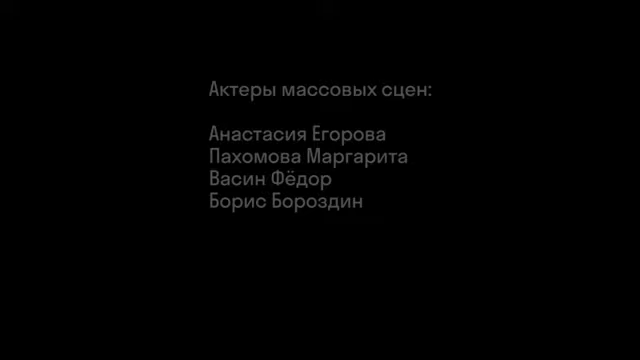 Актеры массовых сцен:
Анастасия Егорова
Пахомова Маргарита
Васин Фёдор
Борис Бороздин